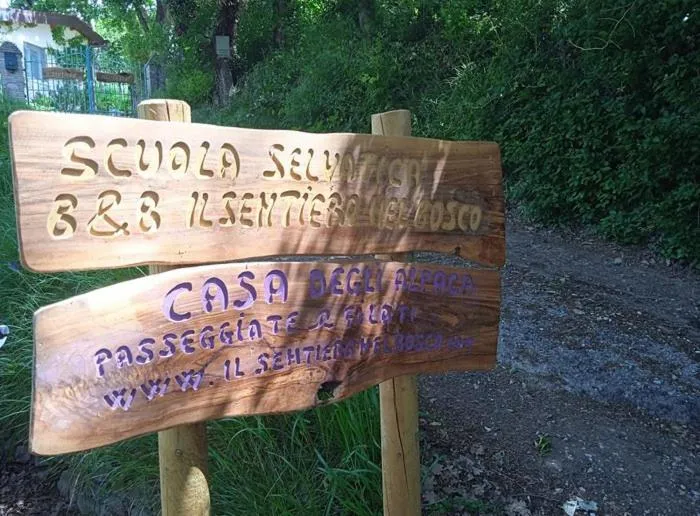 SCUOLA SELVATICA
B&B IL SENTIERO NEL BOSCO
CASA DEGLI ALPACA
PASSEGGIATE & FILATI
WWW.ILSENTIERONELBOSCO.COM